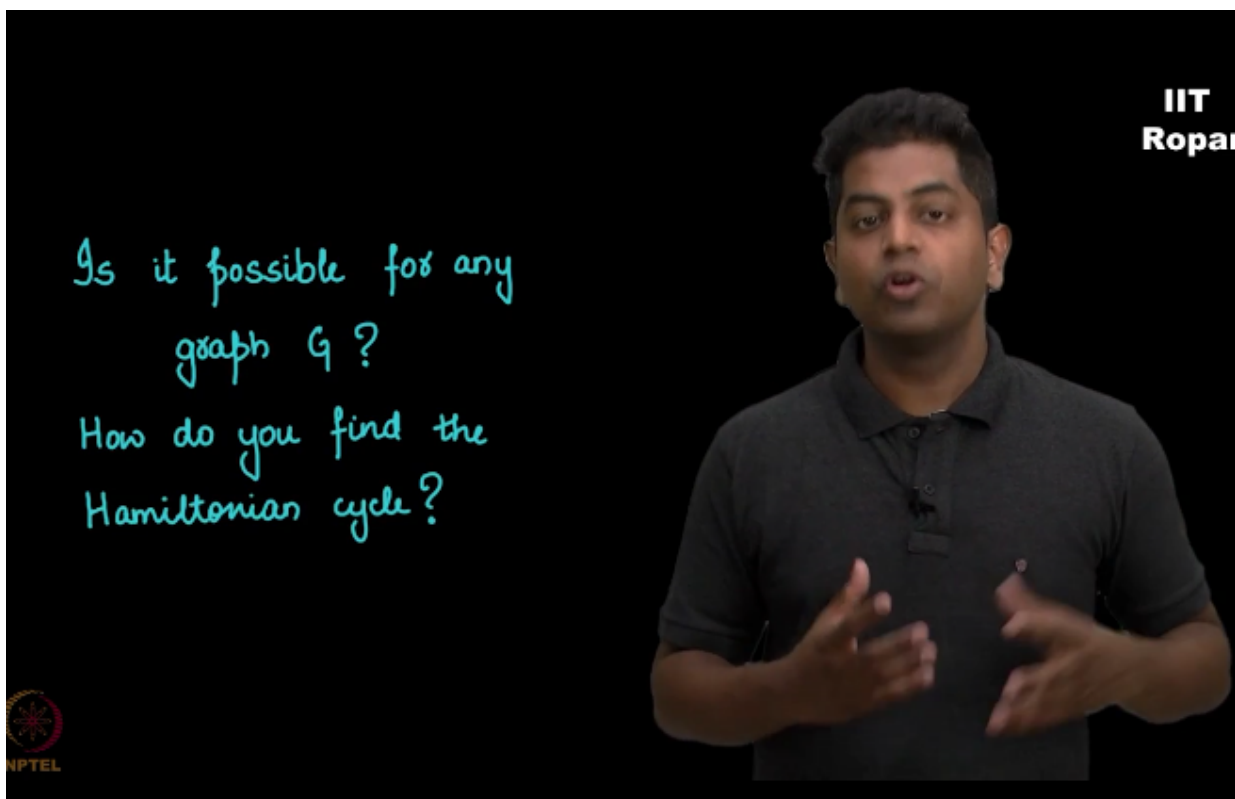 IIT
Ropar
Is it possible for any
graph G ?
How do you find the
Hamiltonian cycle?
NPTEL